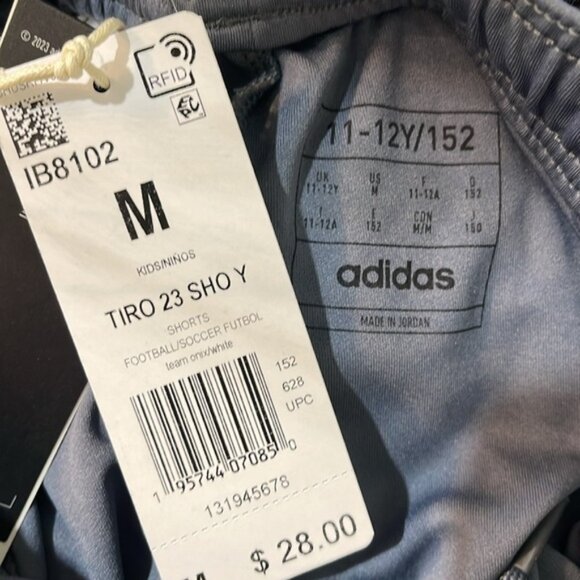 © 2023
RFID
IB8102
M
KIDS/NIÑOS
TIRO 23 SHO Y
SHORTS
FOOTBALL/SOCCER FUTBOL
team onix/white
152
628
UPC
1 95744 07085 0
131945678
$ 28.00
M
11-12Y/152
UK US F D
11-12Y M 11-12A 152
I E CDN J
11-12A 152 M/M 150
adidas
MADE IN JORDAN